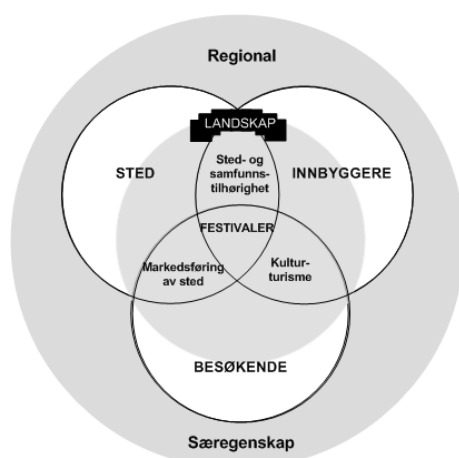 Regional
LANDSKAP
STED
Sted- og
samfunns-
tilhørighet
INNBYGGERE
FESTIVALER
Markedsføring
av sted
Kultur-
turisme
BESØKENDE
Særegenskap